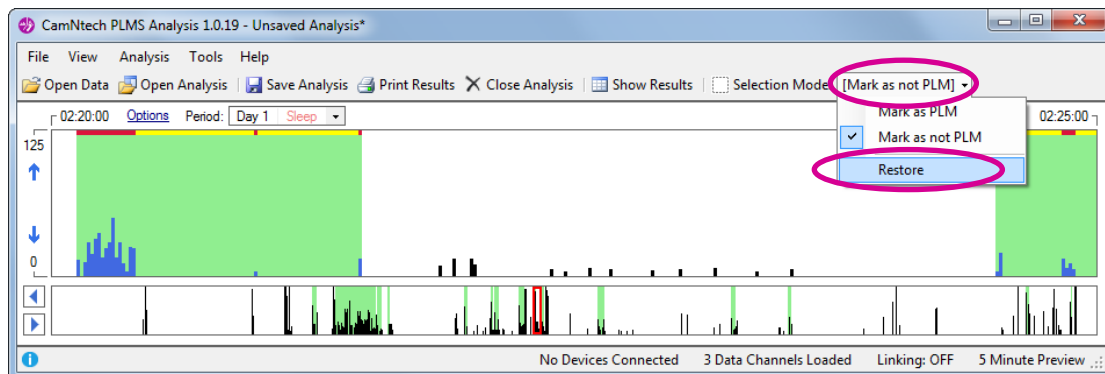 CamNtech PLMS Analysis 1.0.19 - Unsaved Analysis*
File View Analysis Tools Help
Open Data Open Analysis Save Analysis Print Results Close Analysis Show Results Selection Mode [Mark as not PLM]
Mark as PLM
Mark as not PLM
Restore
02:20:00 Options Period: Day 1 Sleep 02:25:00
125
0
No Devices Connected 3 Data Channels Loaded Linking: OFF 5 Minute Preview